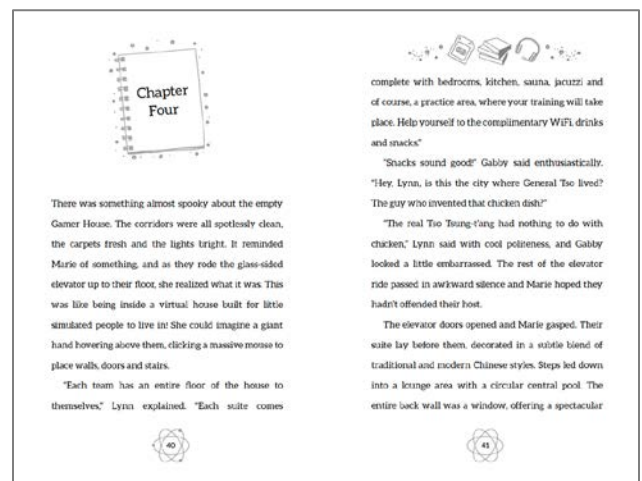 Chapter
Four
There was something almost spooky about the empty
Gamer House. The corridors were all spotlessly clean,
the carpets fresh and the lights bright. It reminded
Marie of something, and as they rode the glass-sided
elevator up to their floor, she realized what it was. This
was like being inside a virtual house built for little
simulated people to live in! She could imagine a giant
hand hovering above them, clicking a massive mouse to
place walls, doors and stairs.
“Each team has an entire floor of the house to
themselves,” Lynn explained. “Each suite comes
40
complete with bedrooms, kitchen, sauna, jacuzzi and
of course, a practice area, where your training will take
place. Help yourself to the complimentary WiFi, drinks
and snacks.”
“Snacks sound good!” Gabby said enthusiastically.
“Hey, Lynn, is this the city where General Tso lived?
The guy who invented that chicken dish?”
“The real Tso Tsung-t’ang had nothing to do with
chicken,” Lynn said with cool politeness, and Gabby
looked a little embarrassed. The rest of the elevator
ride passed in awkward silence and Marie hoped they
hadn’t offended their host.
The elevator doors opened and Marie gasped. Their
suite lay before them, decorated in a subtle blend of
traditional and modern Chinese styles. Steps led down
into a lounge area with a circular central pool. The
entire back wall was a window, offering a spectacular
41